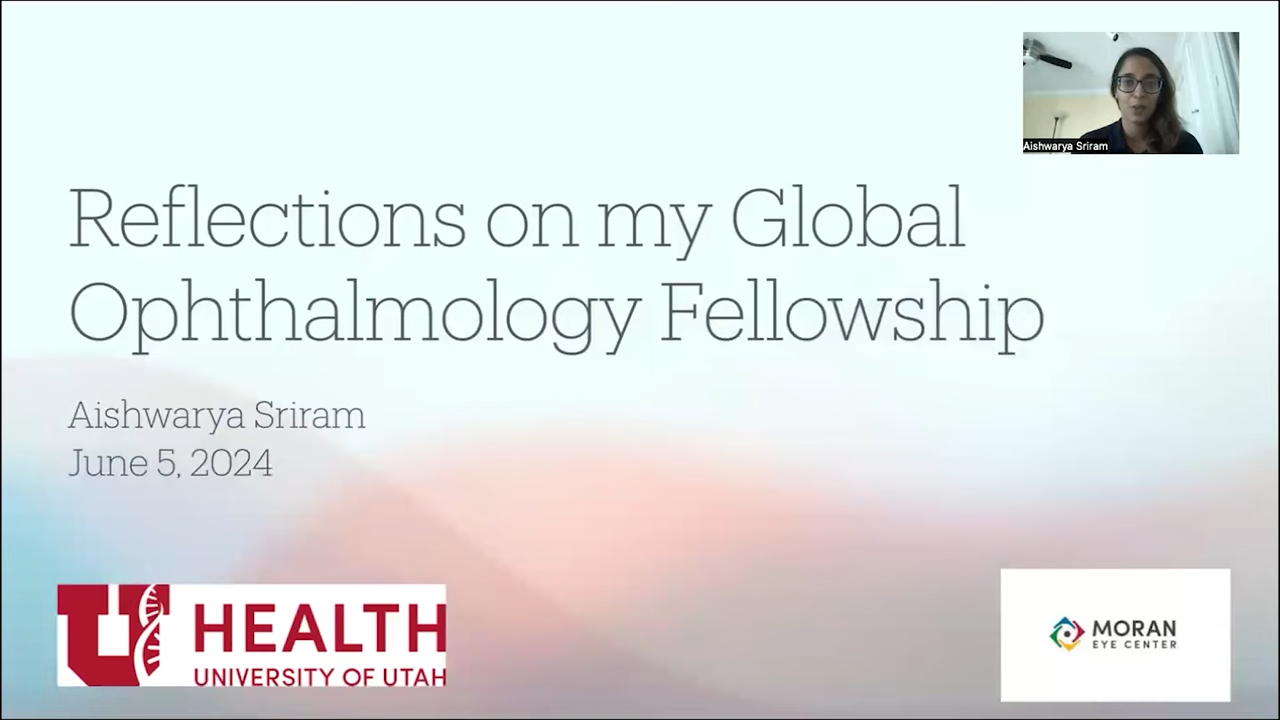 Aishwarya Sriram
Reflections on my Global
Ophthalmology Fellowship
Aishwarya Sriram
June 5, 2024
U HEALTH
UNIVERSITY OF UTAH
MORAN
EYE CENTER